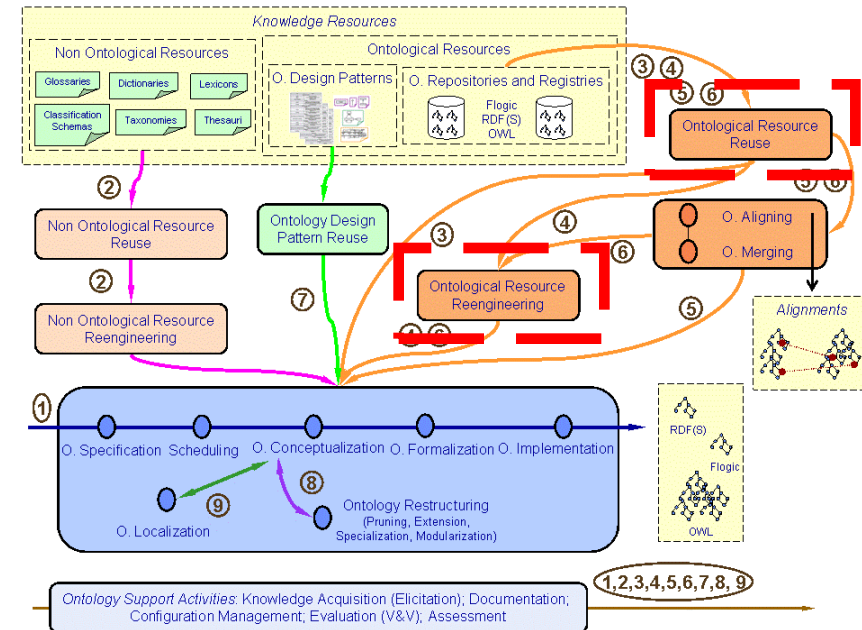 Knowledge Resources
Non Ontological Resources
Glossaries
Dictionaries
Lexicons
Classification
Schemas
Taxonomies
Thesauri
Ontological Resources
O. Design Patterns
O. Repositories and Registries
Flogic
RDF(S)
OWL
3 4
5 6
Ontological Resource
Reuse
5 6
2
Non Ontological Resource
Reuse
2
Non Ontological Resource
Reengineering
Ontology Design
Pattern Reuse
7
3
4
6
Ontological Resource
Reengineering
4 6
O. Aligning
O. Merging
5
Alignments
1
O. Specification
Scheduling
O. Conceptualization
O. Formalization
O. Implementation
9
8
O. Localization
Ontology Restructuring
(Pruning, Extension,
Specialization, Modularization)
RDF(S)
Flogic
OWL
1,2,3,4,5,6,7,8, 9
Ontology Support Activities: Knowledge Acquisition (Elicitation); Documentation;
Configuration Management; Evaluation (V&V); Assessment